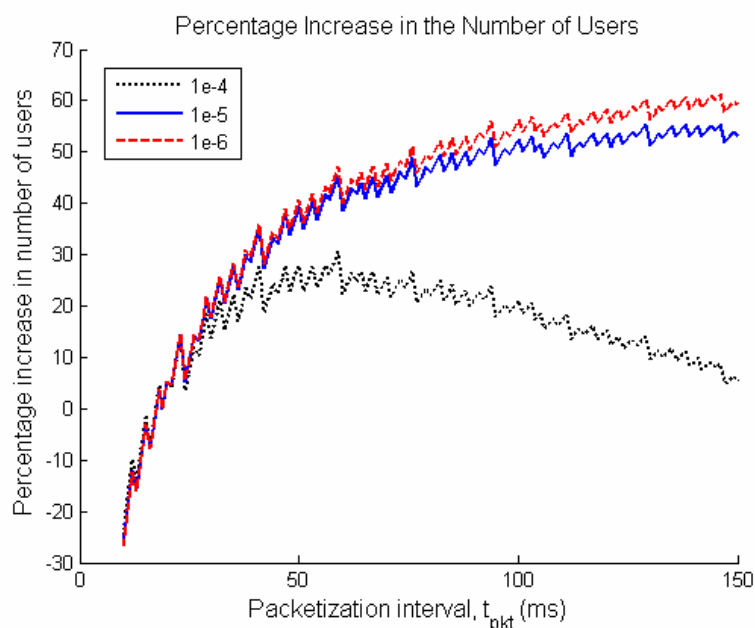 Percentage Increase in the Number of Users
Percentage increase in number of users
70
60
50
40
30
20
10
0
-10
-20
-30
1e-4
1e-5
1e-6
0
50
100
150
Packetization interval, t_pkt (ms)